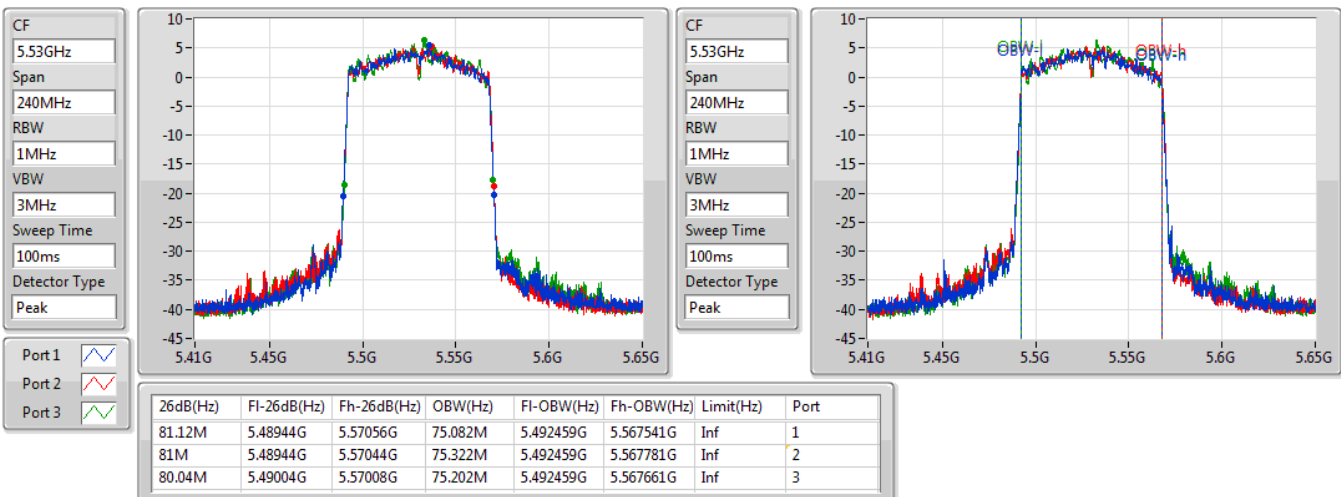 CF
5.53GHz
Span
240MHz
RBW
1MHz
VBW
3MHz
Sweep Time
100ms
Detector Type
Peak
Port 1
Port 2
Port 3
10
5
0
-5
-10
-15
-20
-25
-30
-35
-40
-45
5.41G 5.45G 5.5G 5.55G 5.6G 5.65G
CF
5.53GHz
Span
240MHz
RBW
1MHz
VBW
3MHz
Sweep Time
100ms
Detector Type
Peak
10
5
0
-5
-10
-15
-20
-25
-30
-35
-40
-45
OBW-l OBW-h
5.41G 5.45G 5.5G 5.55G 5.6G 5.65G
26dB(Hz) Fl-26dB(Hz) Fh-26dB(Hz) OBW(Hz) Fl-OBW(Hz) Fh-OBW(Hz) Limit(Hz) Port
81.12M 5.48944G 5.57056G 75.082M 5.492459G 5.567541G Inf 1
81M 5.48944G 5.57044G 75.322M 5.492459G 5.567781G Inf 2
80.04M 5.49004G 5.57008G 75.202M 5.492459G 5.567661G Inf 3